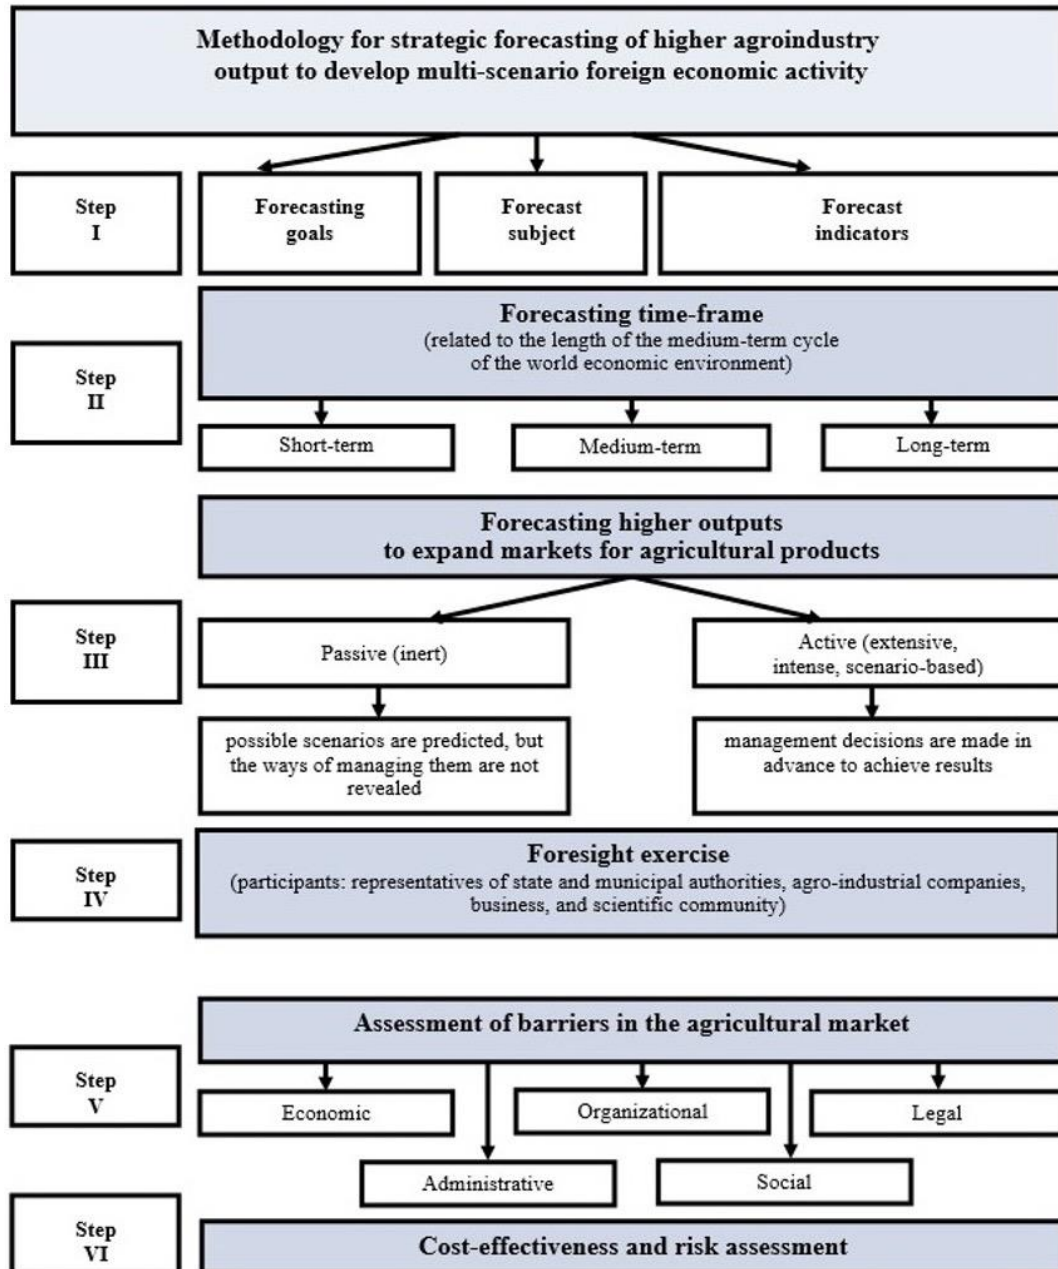 Methodology for strategic forecasting of higher agroindustry
output to develop multi-scenario foreign economic activity
Step
I
Forecasting
goals
Forecast
subject
Forecast
indicators
Step
II
Forecasting time-frame
(related to the length of the medium-term cycle
of the world economic environment)
Short-term
Medium-term
Long-term
Step
III
Forecasting higher outputs
to expand markets for agricultural products
Passive (inert)
Active (extensive,
intense, scenario-based)
possible scenarios are predicted, but
the ways of managing them are not
revealed
management decisions are made in
advance to achieve results
Step
IV
Foresight exercise
(participants: representatives of state and municipal authorities, agro-industrial companies,
business, and scientific community)
Step
V
Assessment of barriers in the agricultural market
Economic
Organizational
Legal
Administrative
Social
Step
VI
Cost-effectiveness and risk assessment